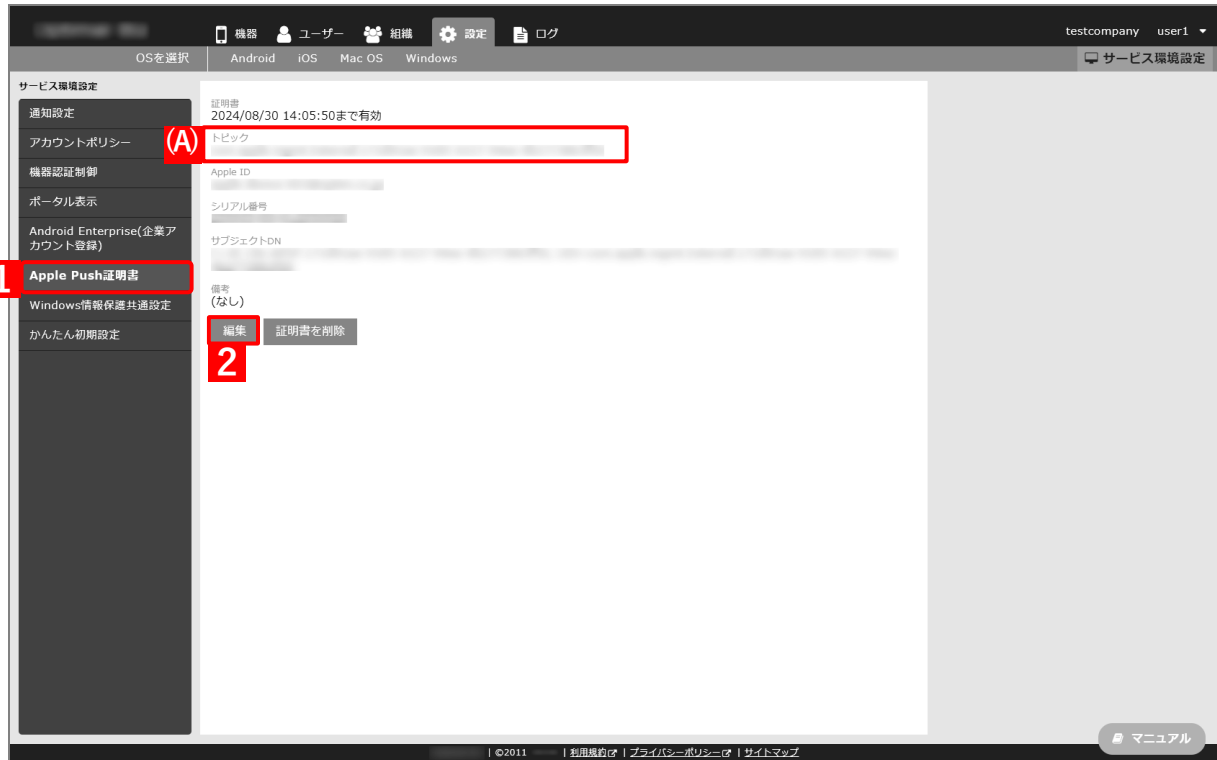 機器 ユーザー 組織 設定 ログ testcompany user1
OSを選択 Android iOS Mac OS Windows サービス環境設定
サービス環境設定
通知設定
アカウントポリシー
機器認証制御
ポータル表示
Android Enterprise(企業ア
カウント登録)
1
Apple Push証明書
Windows情報保護共通設定
かんたん初期設定
証明書
2024/08/30 14:05:50まで有効
(A)
トピック
Apple ID
シリアル番号
サブジェクトDN
備考
(なし)
編集 証明書を削除
2
マニュアル
| ©2011 | 利用規約 | プライバシーポリシー | サイトマップ